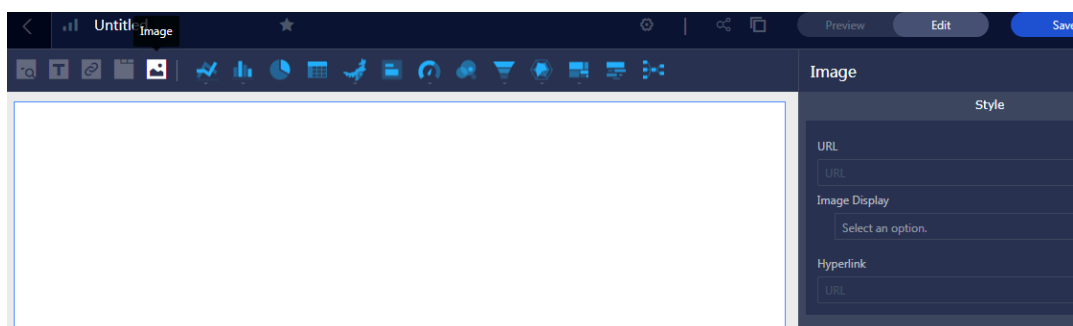 Untitled
Image
Preview
Edit
Save
Image
Style
URL
URL
Image Display
Select an option.
Hyperlink
URL